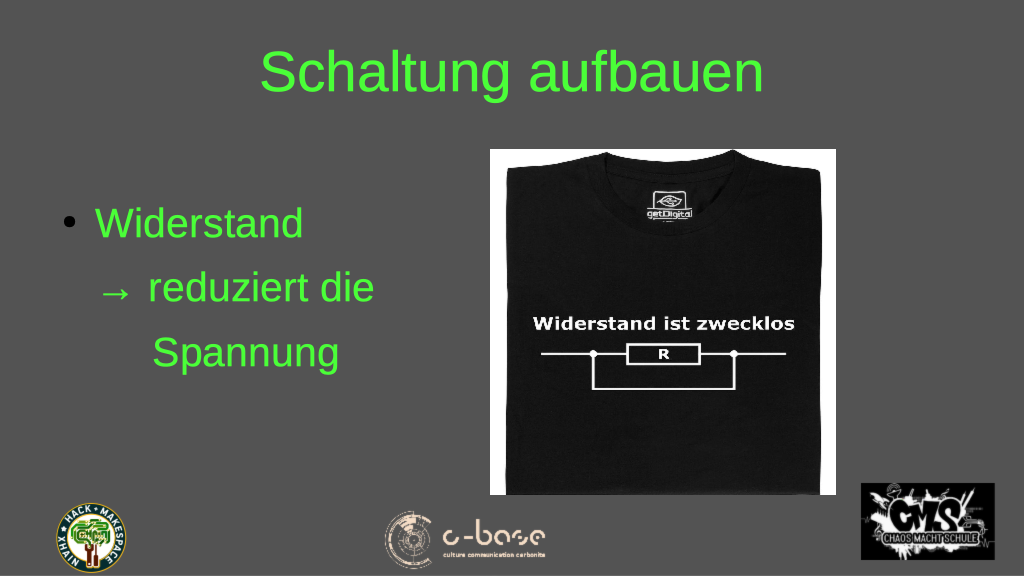 Schaltung aufbauen
• Widerstand
→ reduziert die
Spannung
getDigital
Widerstand ist zwecklos
R
XHAIN HACK+MAKESPACE
c-base
culture communication carbonite
CMS
CHAOS MACHT SCHULE